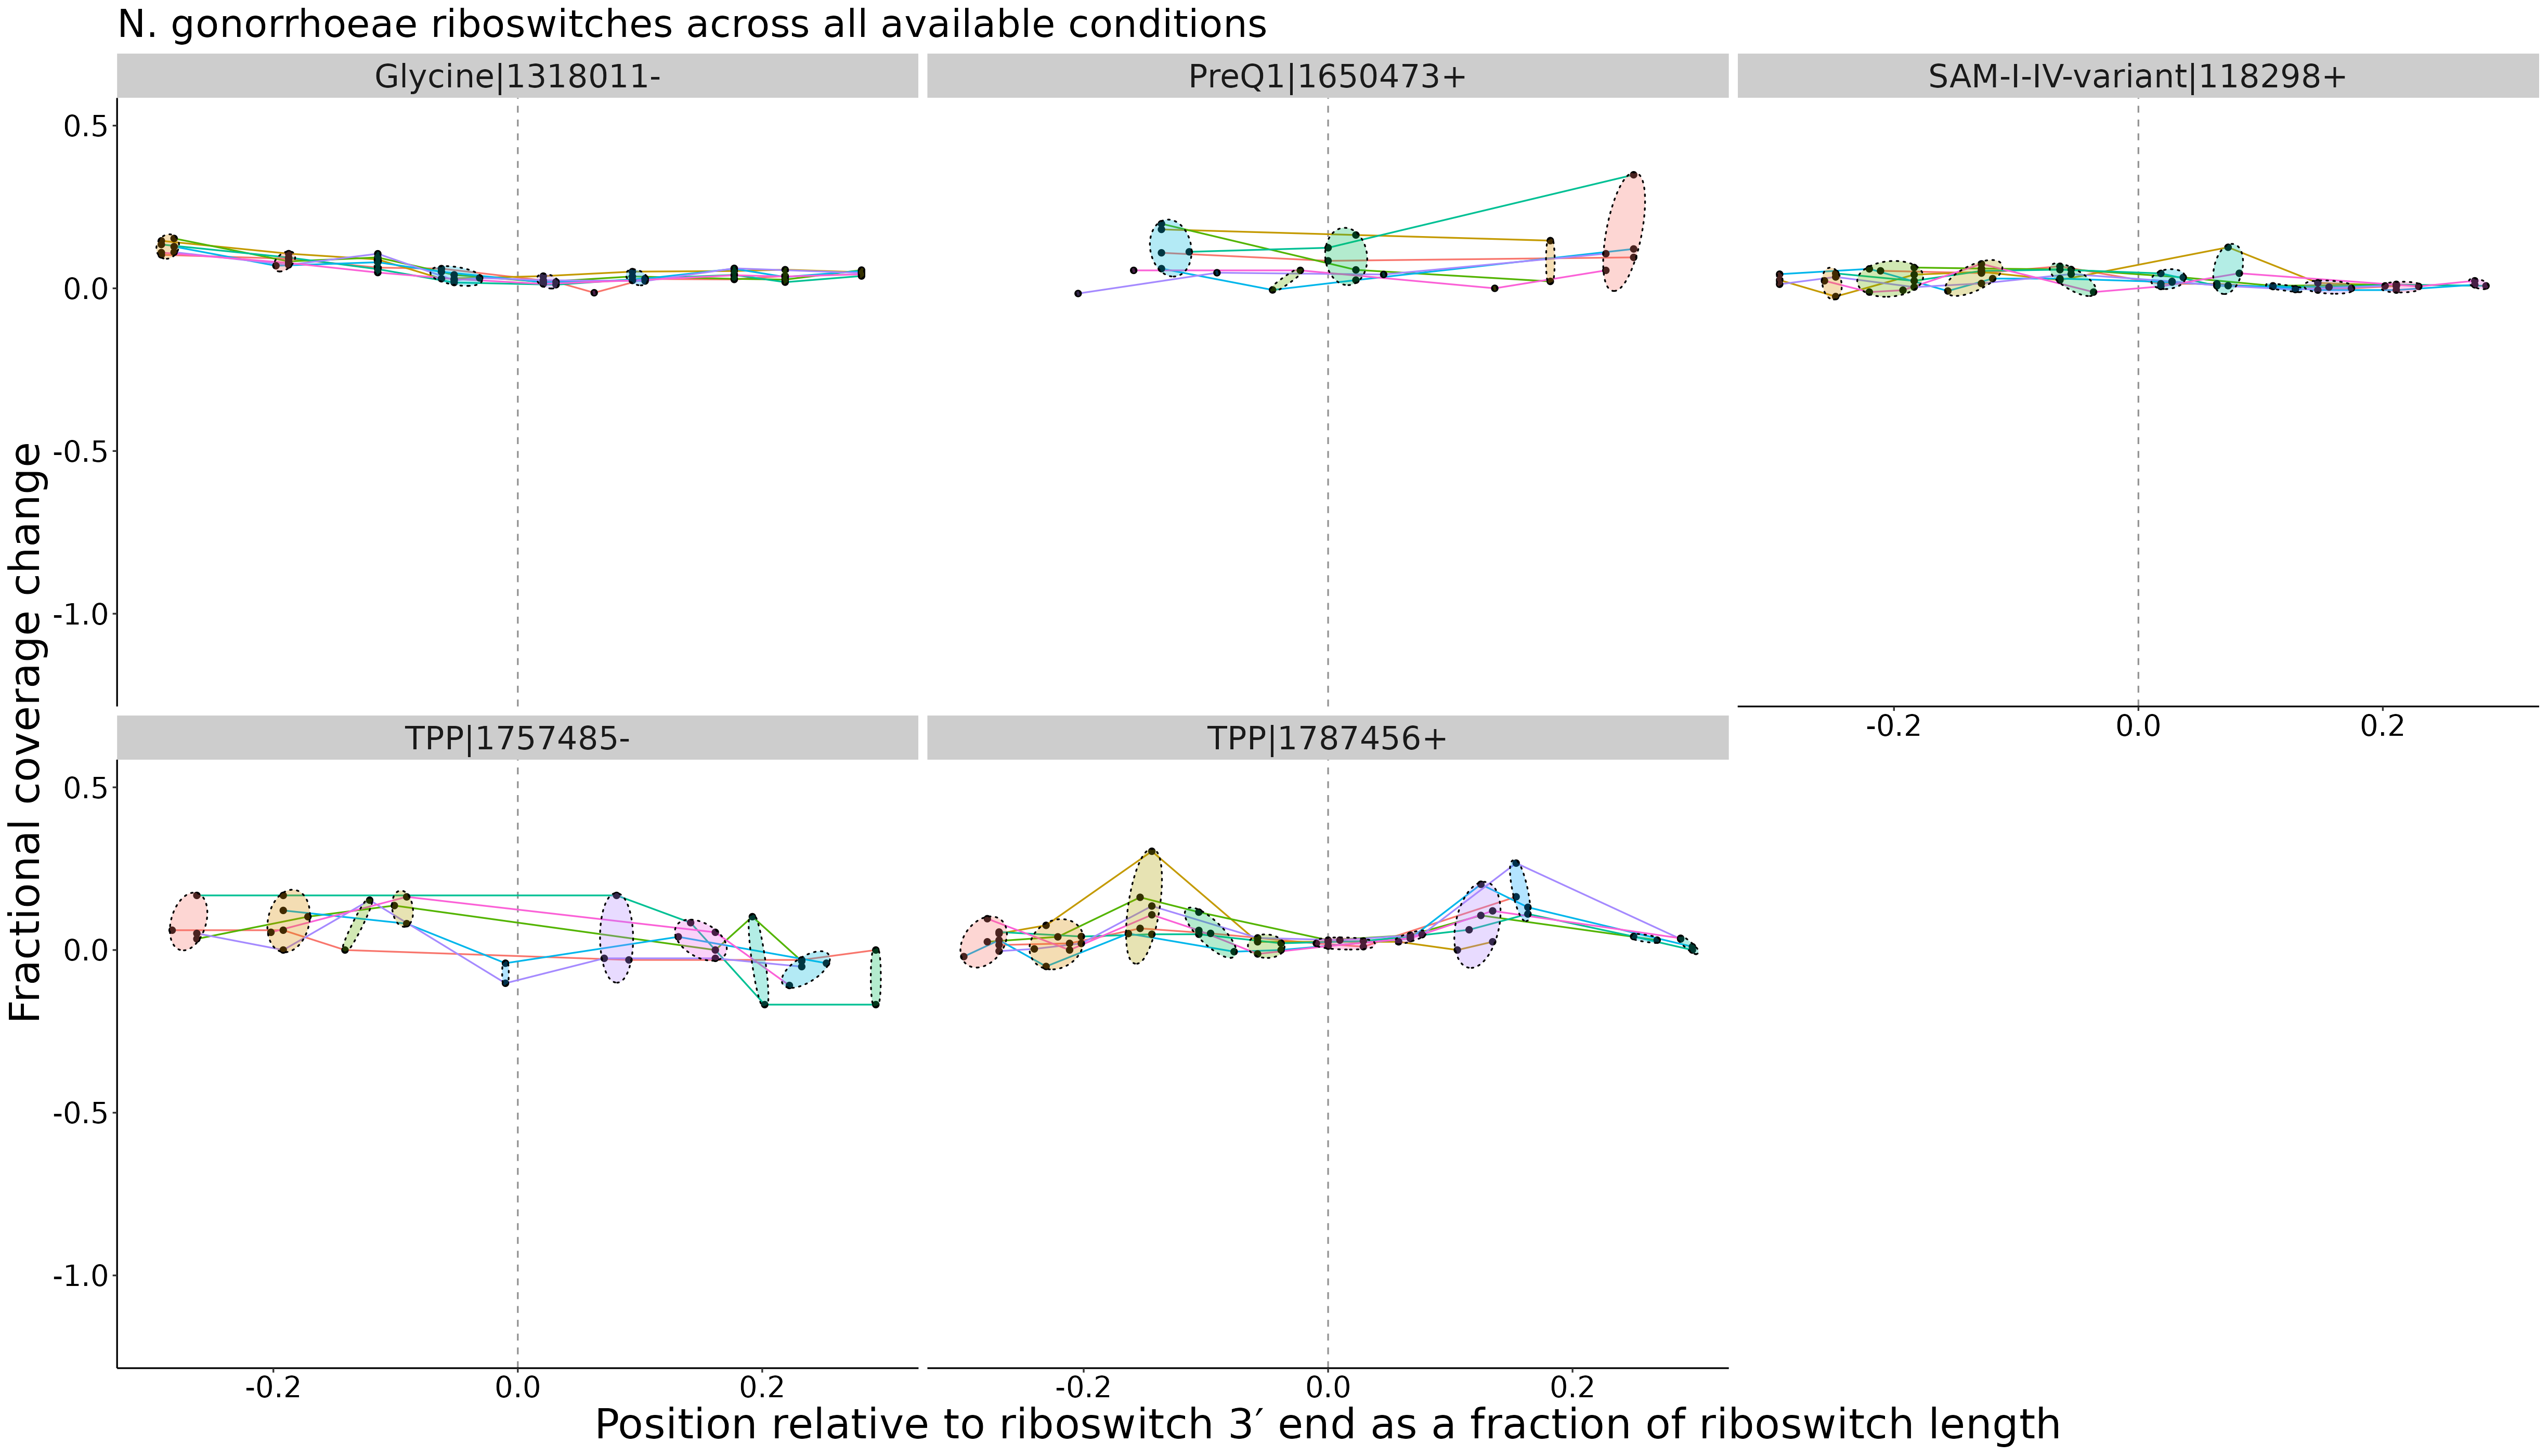 N. gonorrhoeae riboswitches across all available conditions
Glycine|1318011-
PreQ1|1650473+
SAM-I-IV-variant|118298+
0.5
0.0
-0.5
-1.0
-0.2
0.0
0.2
TPP|1757485-
TPP|1787456+
0.5
0.0
-0.5
-1.0
-0.2
0.0
0.2
-0.2
0.0
0.2
Fractional coverage change
Position relative to riboswitch 3′ end as a fraction of riboswitch length